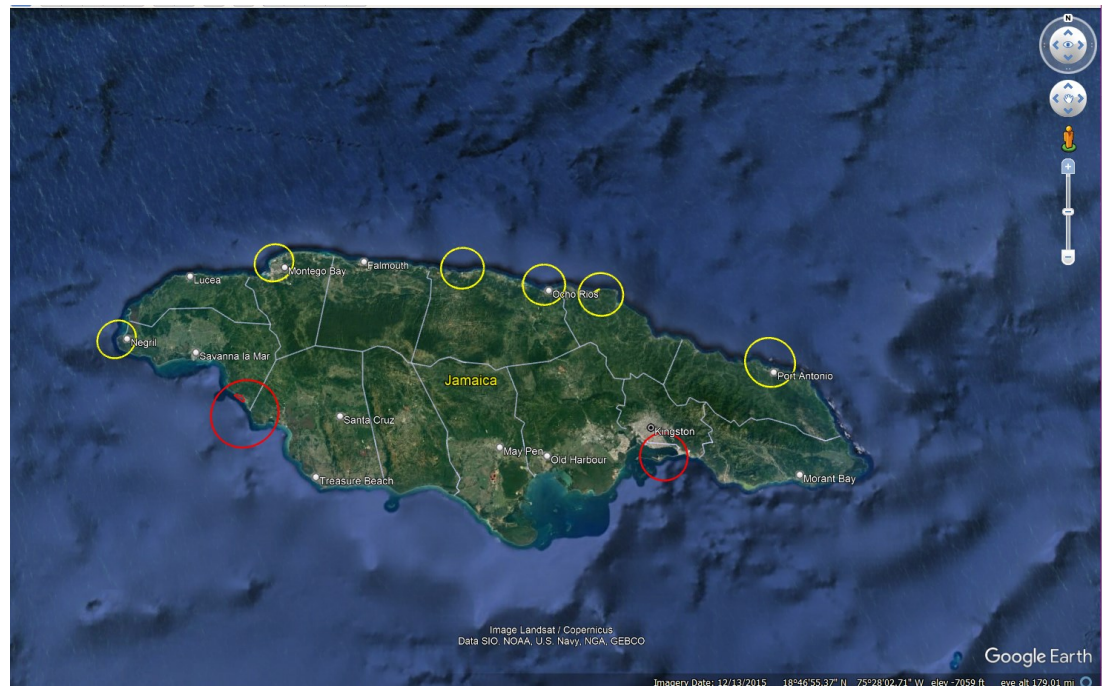 N
Montego Bay
Falmouth
Lucea
Ocho Rios
Negril
Savanna la Mar
Port Antonio
Jamaica
Santa Cruz
Kingston
May Pen
Old Harbour
Treasure Beach
Morant Bay
Image Landsat / Copernicus
Data SIO, NOAA, U.S. Navy, NGA, GEBCO
Google Earth
Imagery Date: 12/13/2015 18°46'55.37" N 75°28'02.71" W elev -7059 ft eye alt 179.01 mi